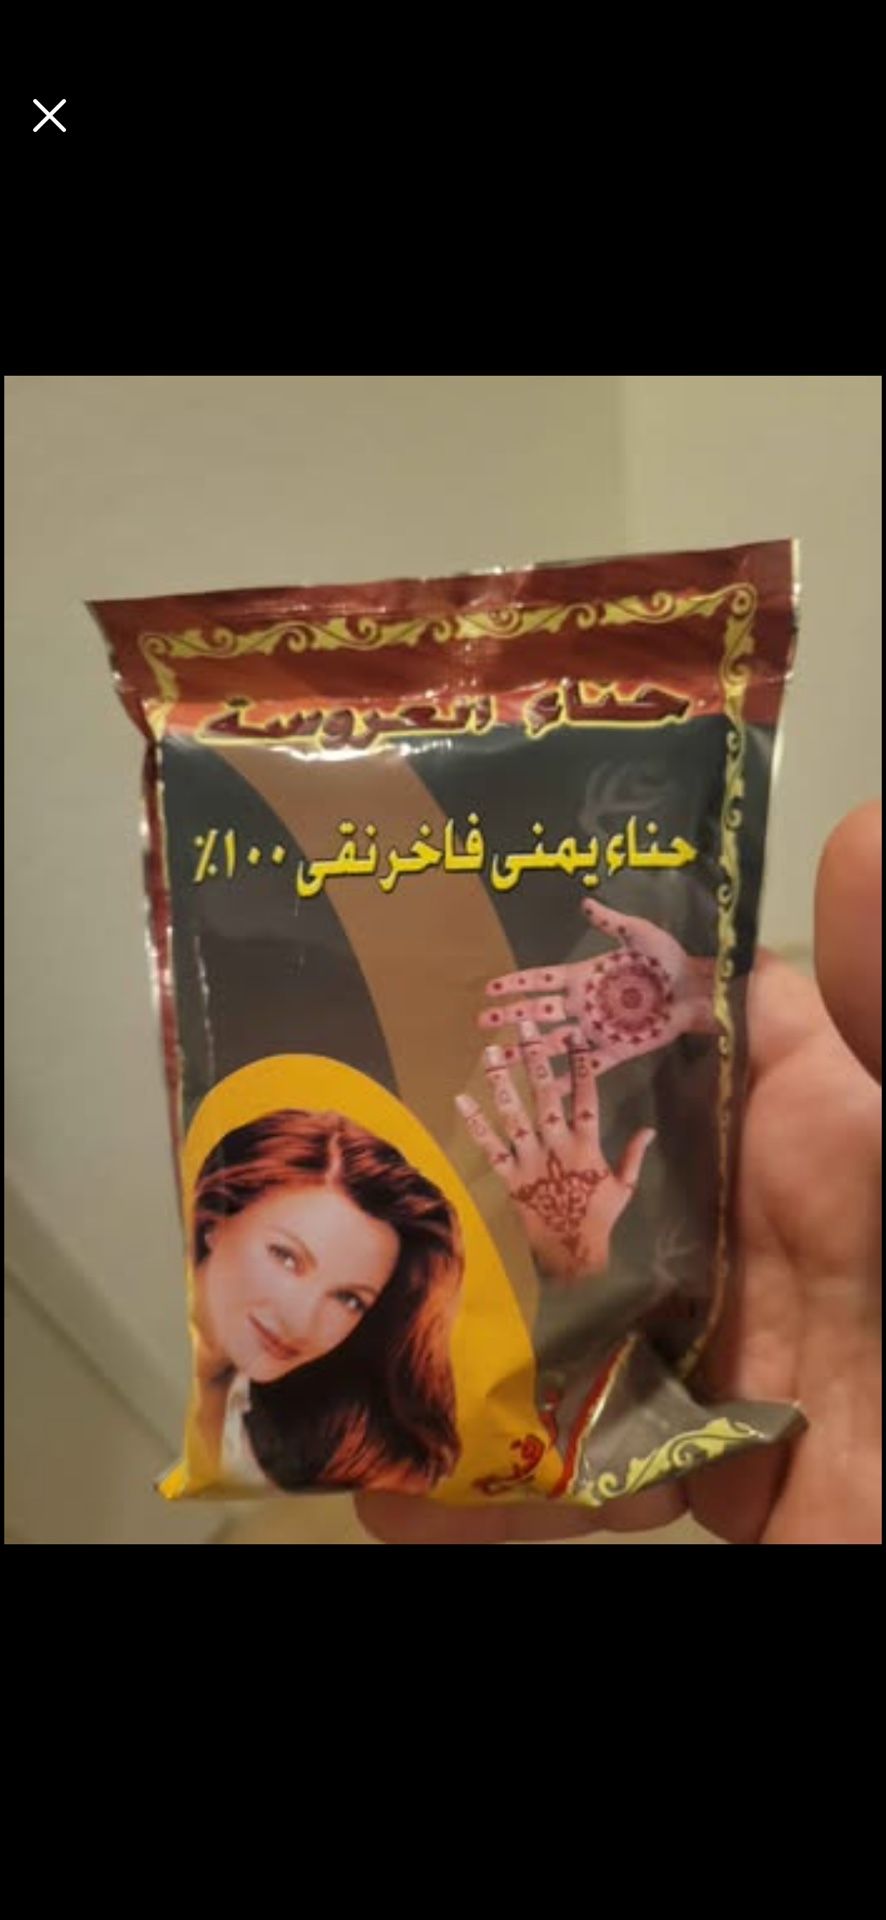 حناء العروسة
حناء يمنى فاخر نقى ١٠٠٪